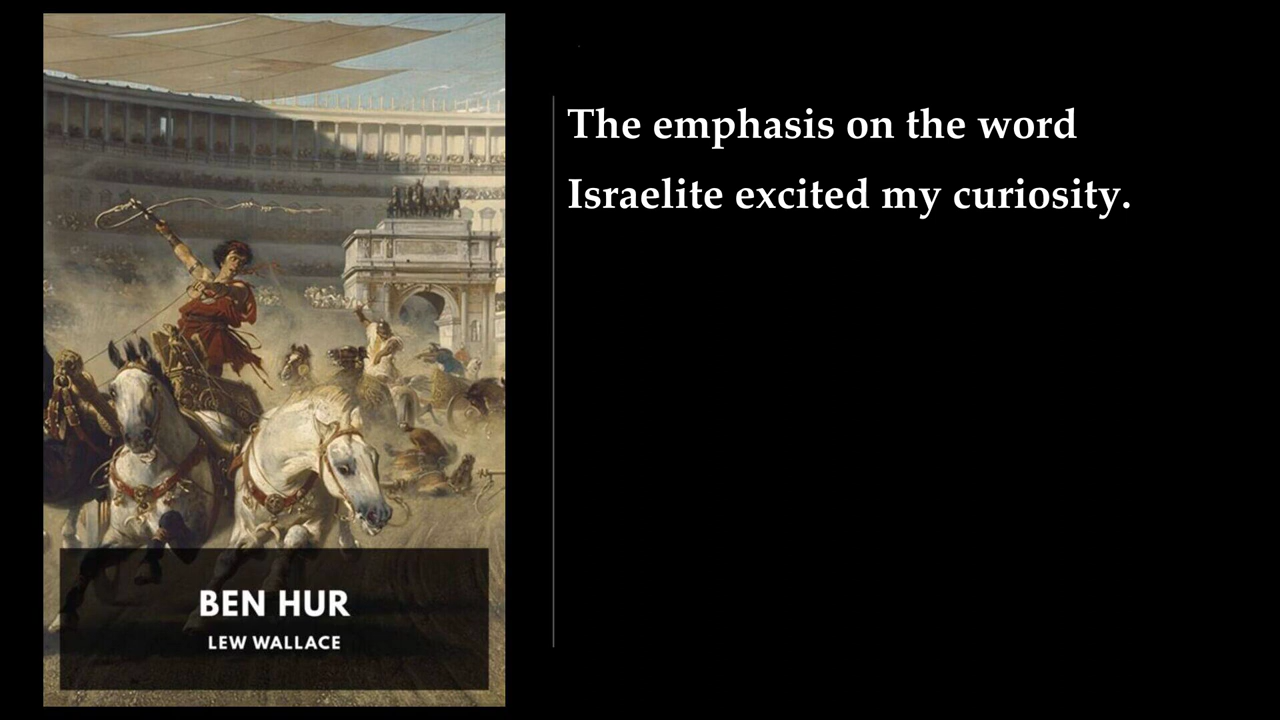 The emphasis on the word
Israelite excited my curiosity.
BEN HUR
LEW WALLACE